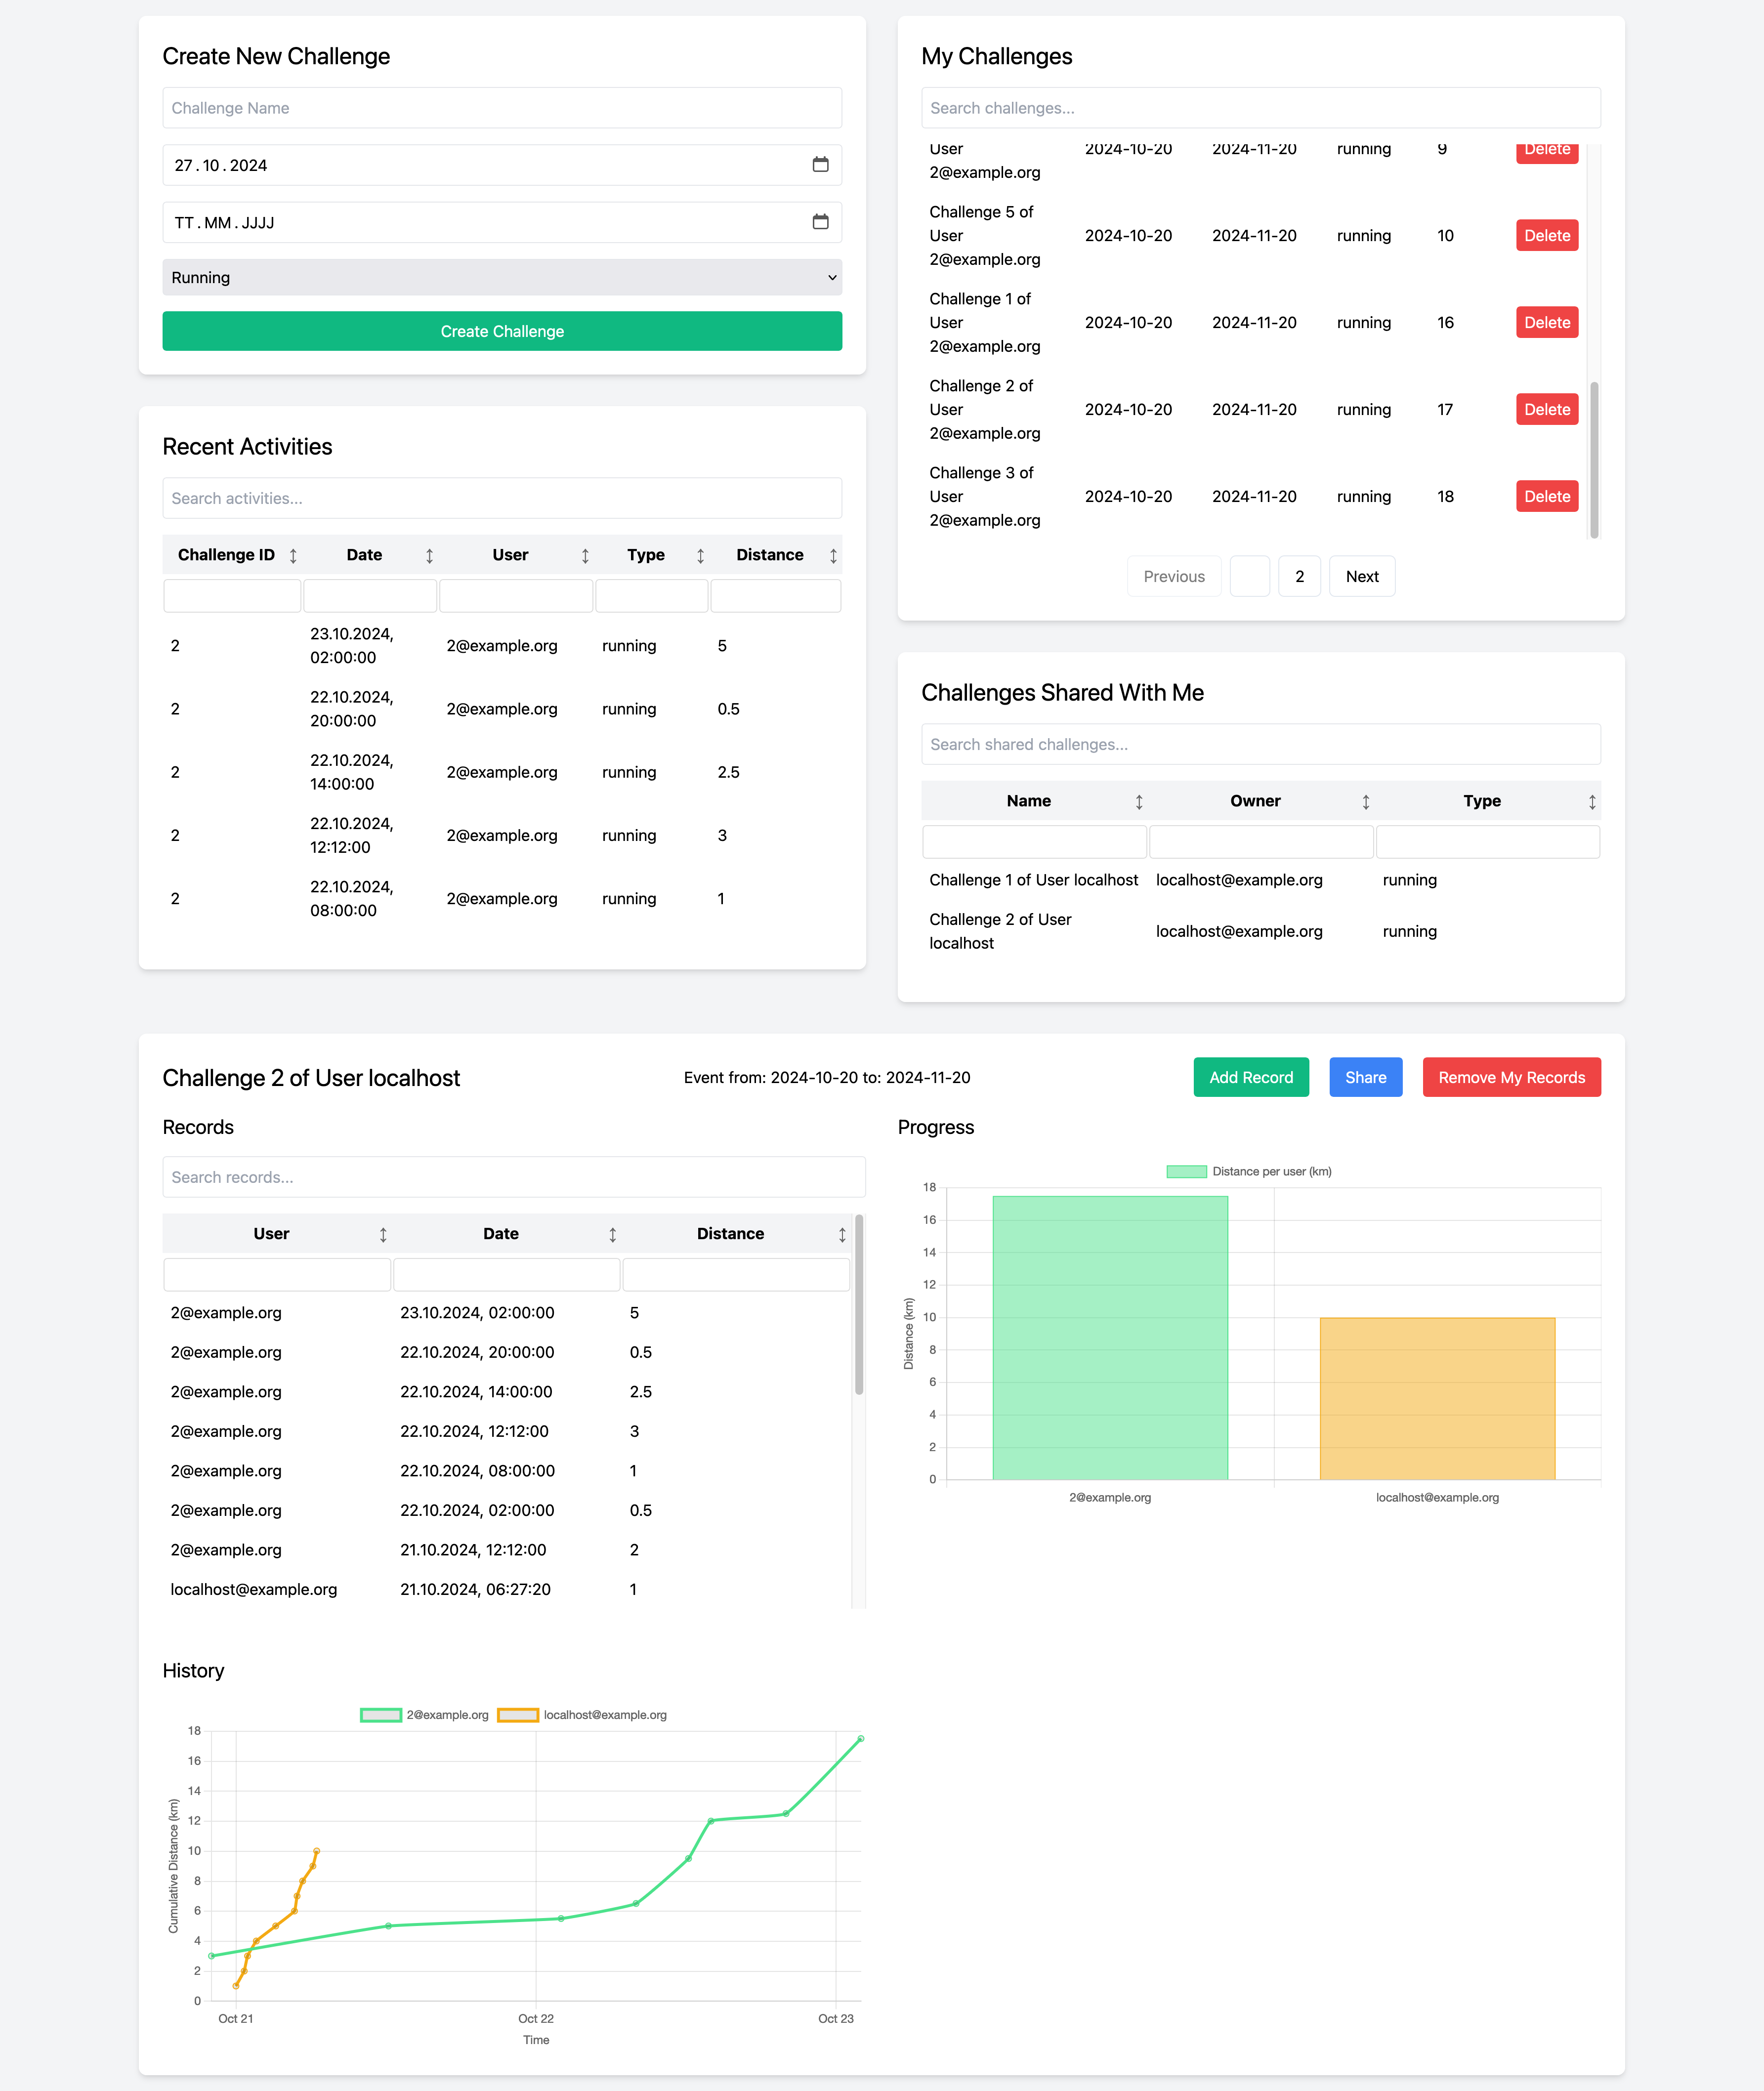 Create New Challenge
Challenge Name
27.10.2024
TT.MM.JJJJ
Running
Create Challenge
Recent Activities
Search activities...
Challenge ID Date User Type Distance
2 23.10.2024, 02:00:00 2@example.org running 5
2 22.10.2024, 20:00:00 2@example.org running 0.5
2 22.10.2024, 14:00:00 2@example.org running 2.5
2 22.10.2024, 12:12:00 2@example.org running 3
2 22.10.2024, 08:00:00 2@example.org running 1
My Challenges
Search challenges...
User 2@example.org 2024-10-20 2024-11-20 running 9 Delete
Challenge 5 of User 2@example.org 2024-10-20 2024-11-20 running 10 Delete
Challenge 1 of User 2@example.org 2024-10-20 2024-11-20 running 16 Delete
Challenge 2 of User 2@example.org 2024-10-20 2024-11-20 running 17 Delete
Challenge 3 of User 2@example.org 2024-10-20 2024-11-20 running 18 Delete
Previous 2 Next
Challenges Shared With Me
Search shared challenges...
Name Owner Type
Challenge 1 of User localhost localhost@example.org running
Challenge 2 of User localhost localhost@example.org running
Challenge 2 of User localhost
Event from: 2024-10-20 to: 2024-11-20
Add Record Share Remove My Records
Records
Search records...
User Date Distance
2@example.org 23.10.2024, 02:00:00 5
2@example.org 22.10.2024, 20:00:00 0.5
2@example.org 22.10.2024, 14:00:00 2.5
2@example.org 22.10.2024, 12:12:00 3
2@example.org 22.10.2024, 08:00:00 1
2@example.org 22.10.2024, 02:00:00 0.5
2@example.org 21.10.2024, 12:12:00 2
localhost@example.org 21.10.2024, 06:27:20 1
Progress
Distance per user (km)
18
16
14
12
10
8
6
4
2
0
Distance (km)
2@example.org localhost@example.org
History
2@example.org localhost@example.org
18
16
14
12
10
8
6
4
2
0
Cumulative Distance (km)
Oct 21 Oct 22 Oct 23
Time